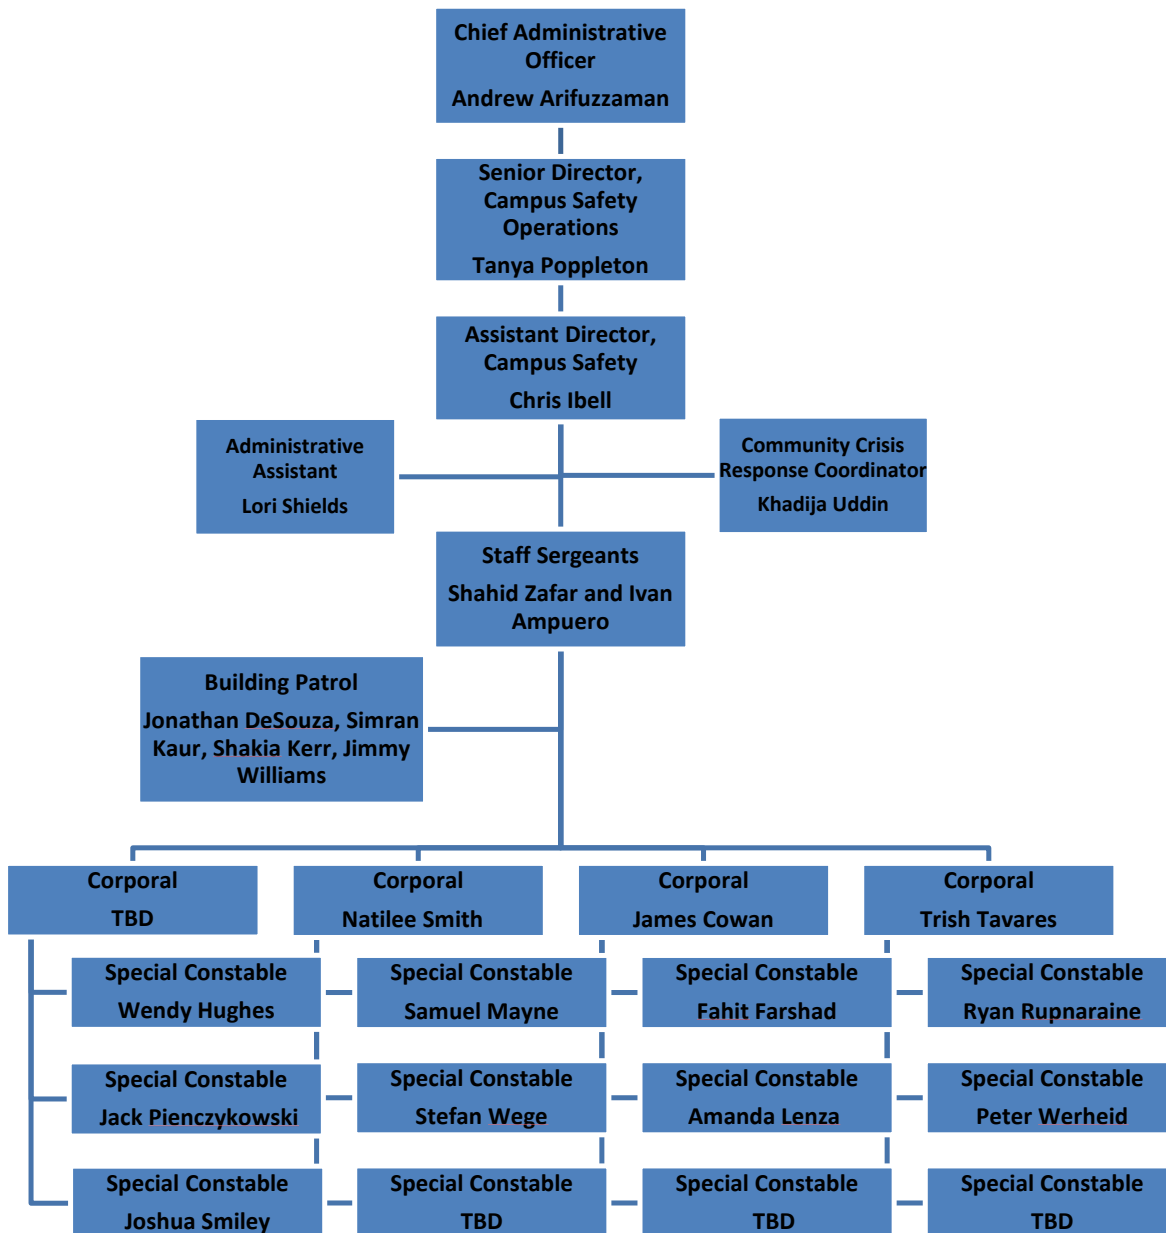 Chief Administrative
Officer
Andrew Arifuzzaman
Senior Director,
Campus Safety
Operations
Tanya Poppleton
Assistant Director,
Campus Safety
Chris Ibell
Administrative
Assistant
Lori Shields
Community Crisis
Response Coordinator
Khadija Uddin
Staff Sergeants
Shahid Zafar and Ivan
Ampuero
Building Patrol
Jonathan DeSouza, Simran
Kaur, Shakia Kerr, Jimmy
Williams
Corporal
TBD
Corporal
Natilee Smith
Corporal
James Cowan
Corporal
Trish Tavares
Special Constable
Wendy Hughes
Special Constable
Samuel Mayne
Special Constable
Fahit Farshad
Special Constable
Ryan Rupnaraine
Special Constable
Jack Pienczykowski
Special Constable
Stefan Wege
Special Constable
Amanda Lenza
Special Constable
Peter Werheid
Special Constable
Joshua Smiley
Special Constable
TBD
Special Constable
TBD
Special Constable
TBD